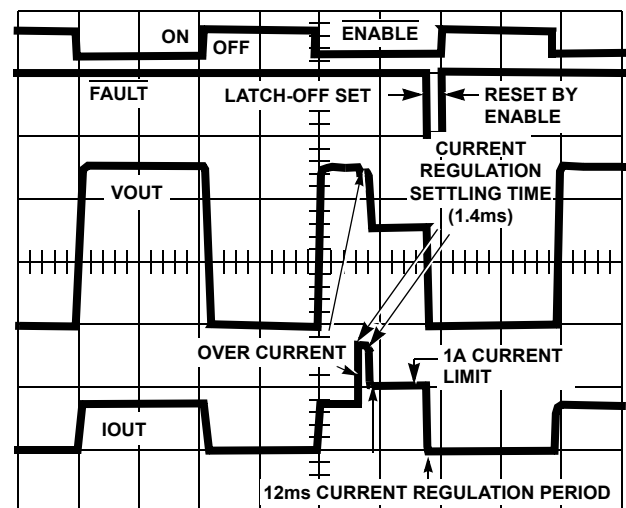 ON
OFF
ENABLE
FAULT
LATCH-OFF SET
RESET BY
ENABLE
CURRENT
REGULATION
SETTLING TIME
(1.4ms)
VOUT
OVER CURRENT
1A CURRENT
LIMIT
IOUT
12ms CURRENT REGULATION PERIOD